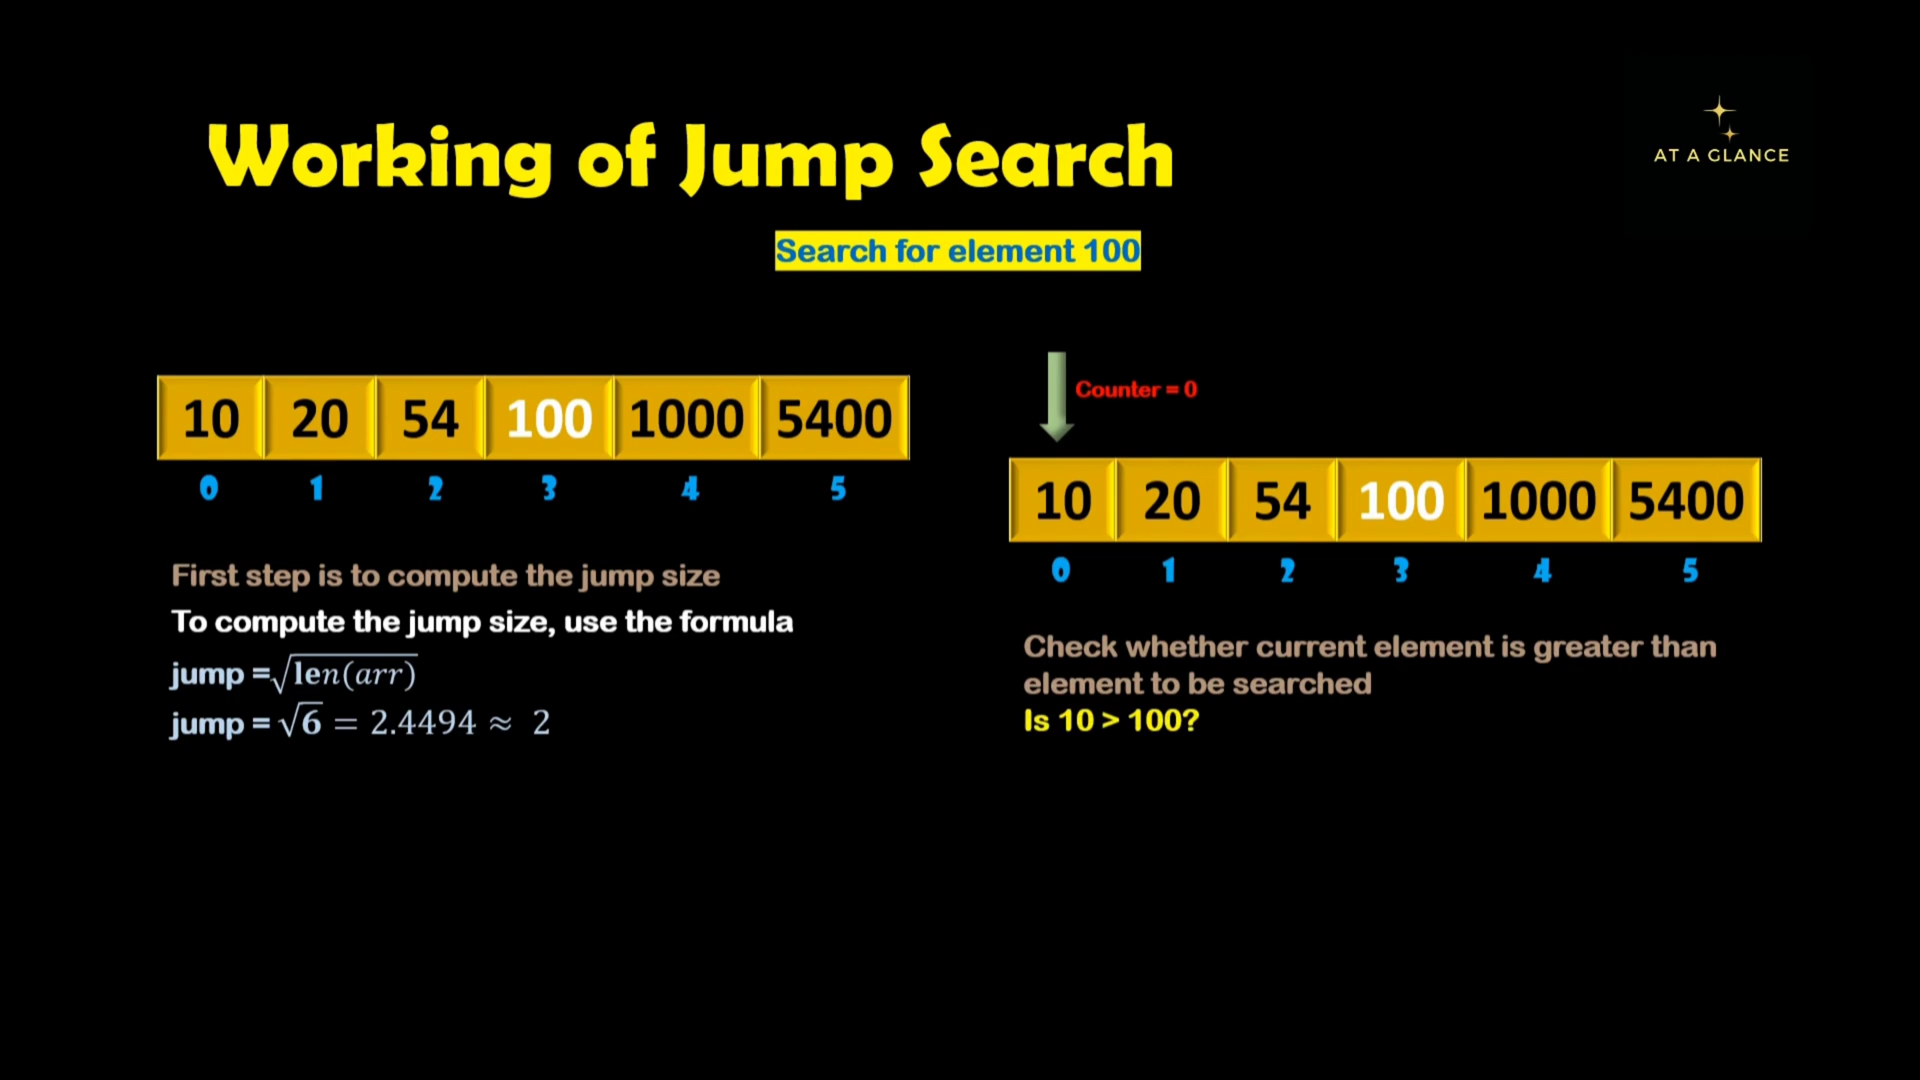 Working of Jump Search
AT A GLANCE
Search for element 100
10 20 54 100 1000 5400
0 1 2 3 4 5
First step is to compute the jump size
To compute the jump size, use the formula
jump =√len(arr)
jump = √6 = 2.4494 ≈ 2
Counter = 0
10 20 54 100 1000 5400
0 1 2 3 4 5
Check whether current element is greater than
element to be searched
Is 10 > 100?